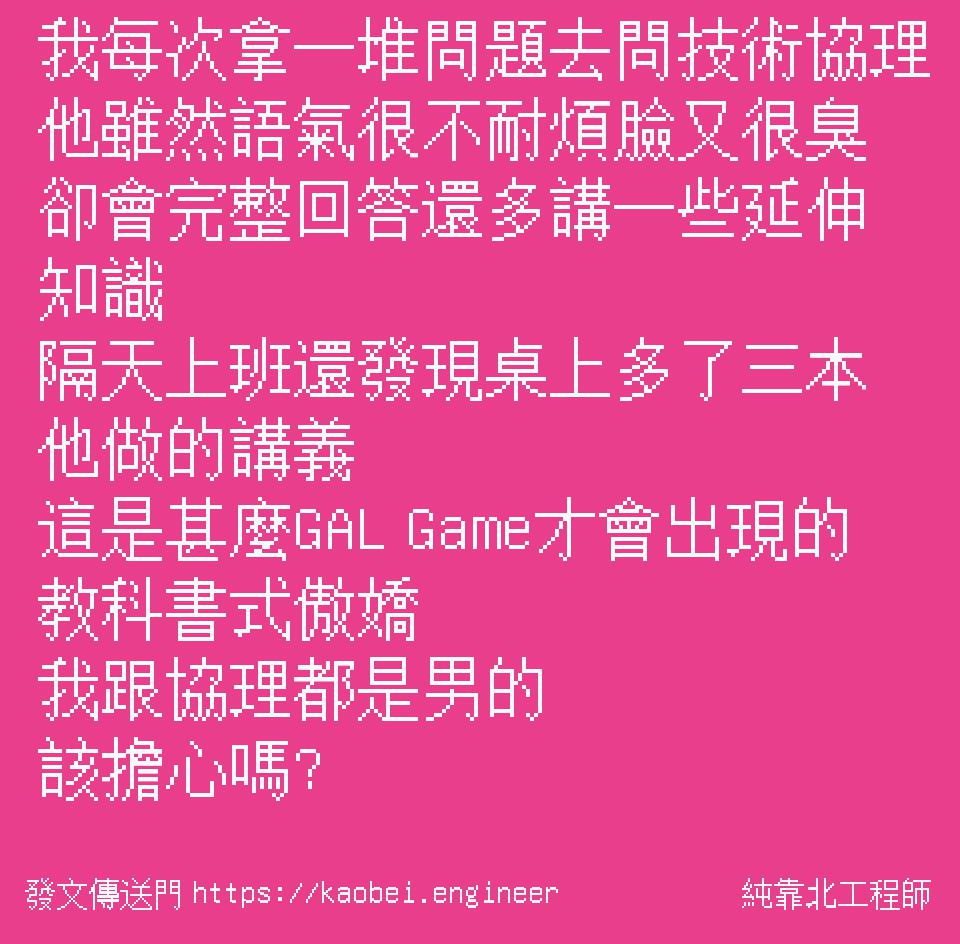 我每次拿一堆問題去問技術協理
他雖然語氣很不耐煩臉又很臭
卻會完整回答還多講一些延伸
知識
隔天上班還發現桌上多了三本
他做的講義
這是甚麼GAL Game才會出現的
教科書式傲嬌
我跟協理都是男的
該擔心嗎?
發文傳送門 https://kaobei.engineer
純靠北工程師